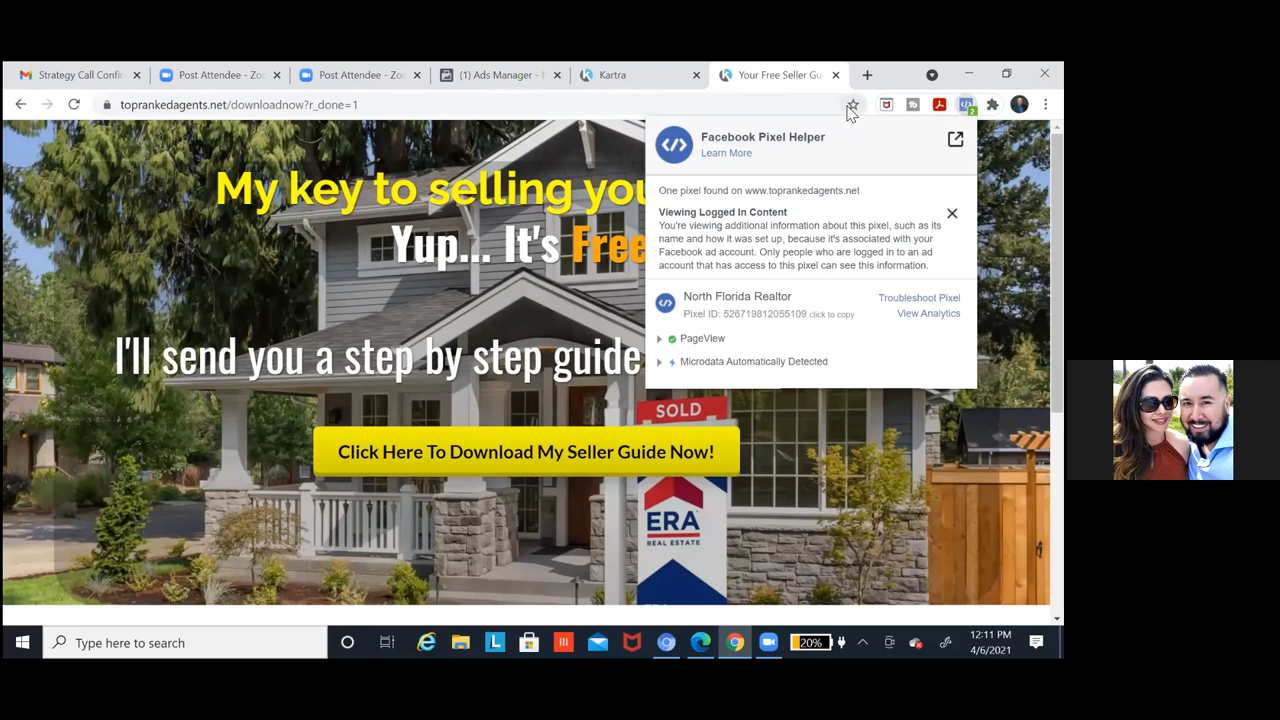 Strategy Call Confir
Post Attendee - Zoo
Post Attendee - Zoo
(1) Ads Manager - M
Kartra
Your Free Seller Gu
toprankedagents.net/downloadnow?r_done=1
2
Facebook Pixel Helper
Learn More
One pixel found on www.toprankedagents.net
Viewing Logged In Content
You're viewing additional information about this pixel, such as its
name and how it was set up, because it's associated with your
Facebook ad account. Only people who are logged in to an ad
account that has access to this pixel can see this information.
North Florida Realtor
Troubleshoot Pixel
Pixel ID: 526719812055109 click to copy
View Analytics
PageView
Microdata Automatically Detected
My key to selling you
Yup... It's Free
I'll send you a step by step guide
SOLD
Click Here To Download My Seller Guide Now!
ERA
REAL ESTATE
Type here to search
20%
12:11 PM
4/6/2021